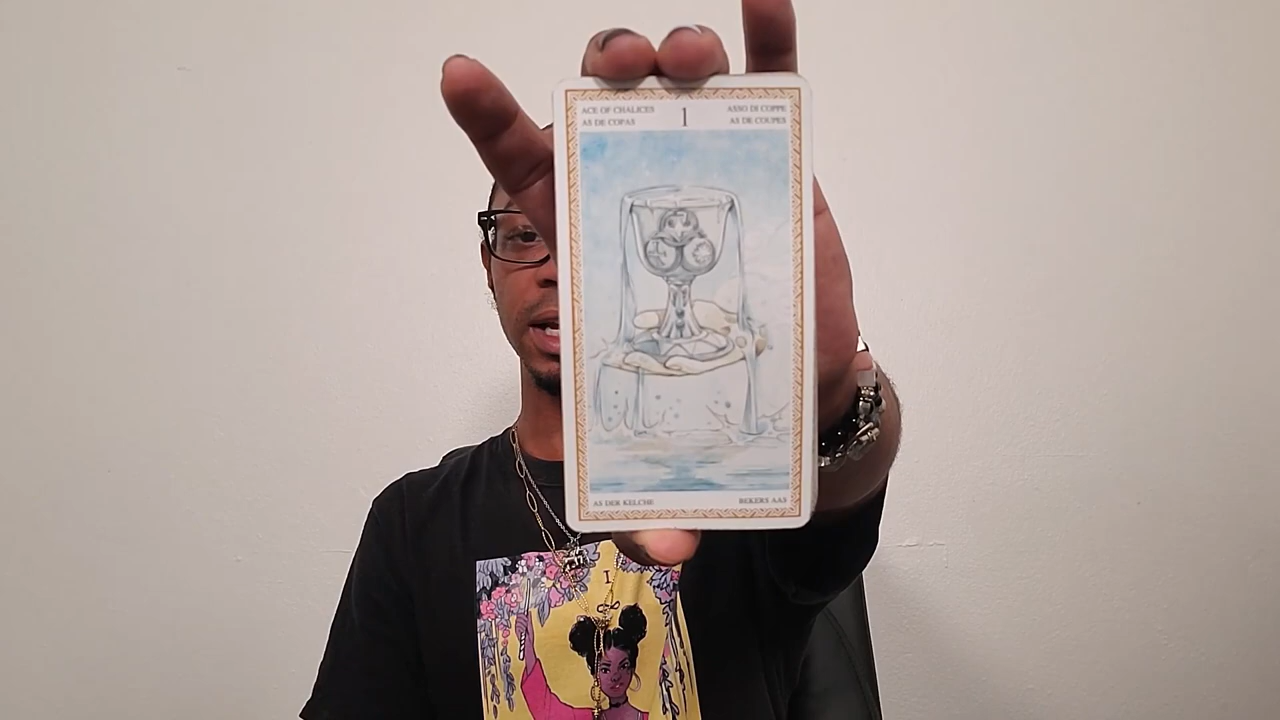 ACE OF CHALICES
AS DE COPAS
1
ASSO DI COPPE
AS DE COUPES
AS DER KELCHE
BEKERS AAS
I